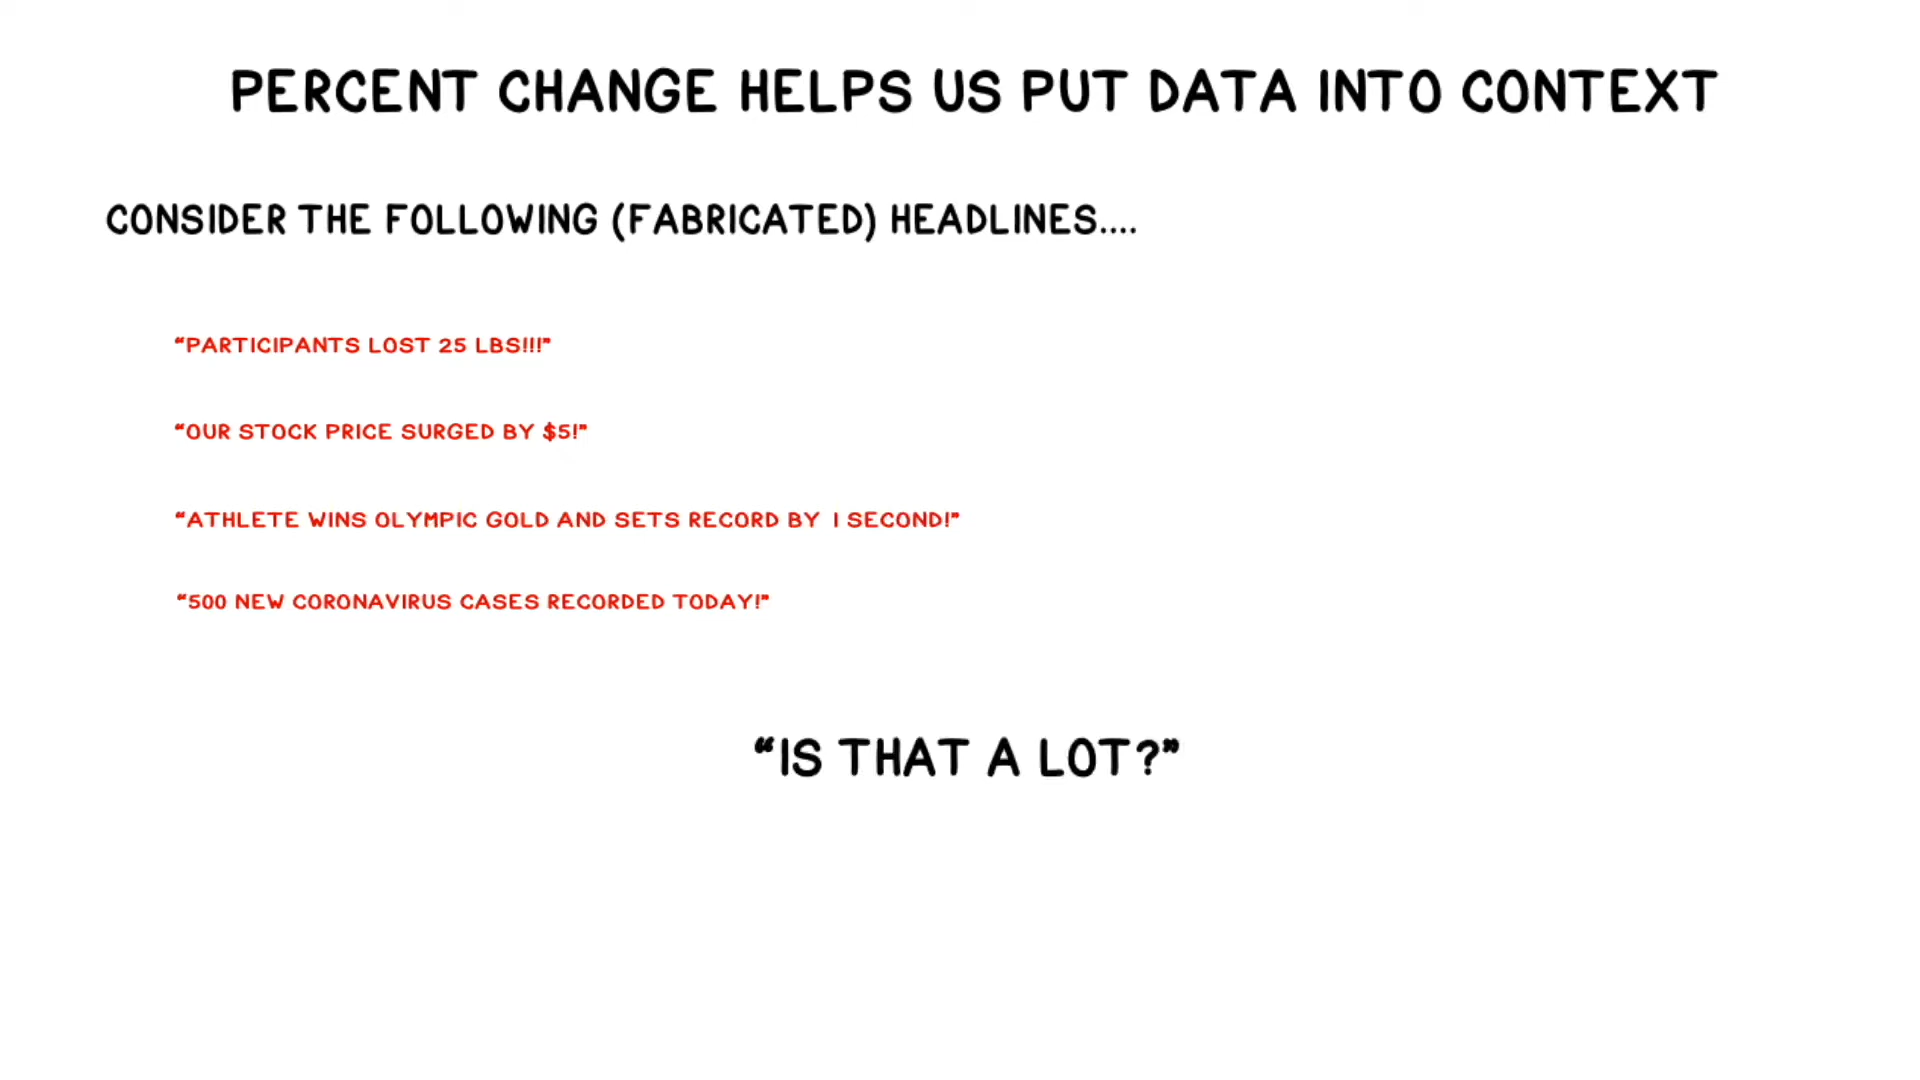 PERCENT CHANGE HELPS US PUT DATA INTO CONTEXT
CONSIDER THE FOLLOWING (FABRICATED) HEADLINES....
“PARTICIPANTS LOST 25 LBS!!!”
“OUR STOCK PRICE SURGED BY $5!”
“ATHLETE WINS OLYMPIC GOLD AND SETS RECORD BY 1 SECOND!”
“500 NEW CORONAVIRUS CASES RECORDED TODAY!”
“IS THAT A LOT?”